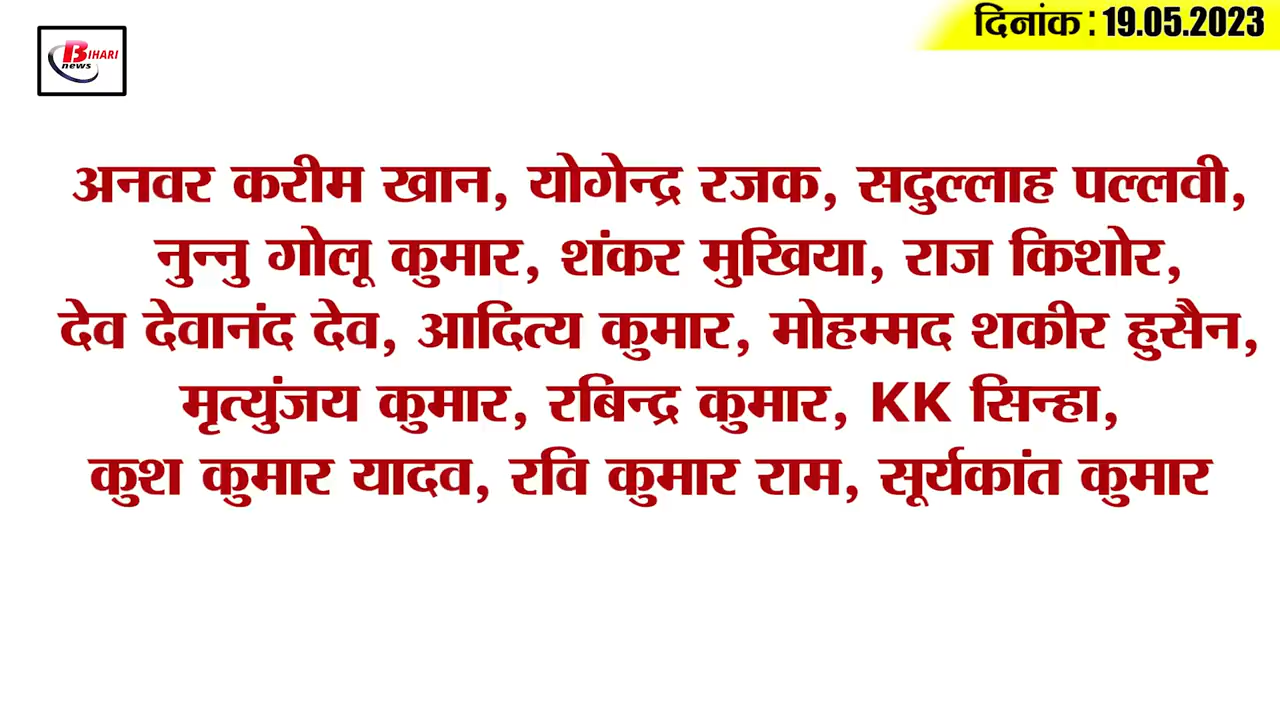 BIHARI
news
दिनांक : 19.05.2023
अनवर करीम खान, योगेन्द्र रजक, सदुल्लाह पल्लवी,
नुन्नु गोलू कुमार, शंकर मुखिया, राज किशोर,
देव देवानंद देव, आदित्य कुमार, मोहम्मद शकीर हुसैन,
मृत्युंजय कुमार, रबिन्द्र कुमार, KK सिन्हा,
कुश कुमार यादव, रवि कुमार राम, सूर्यकांत कुमार